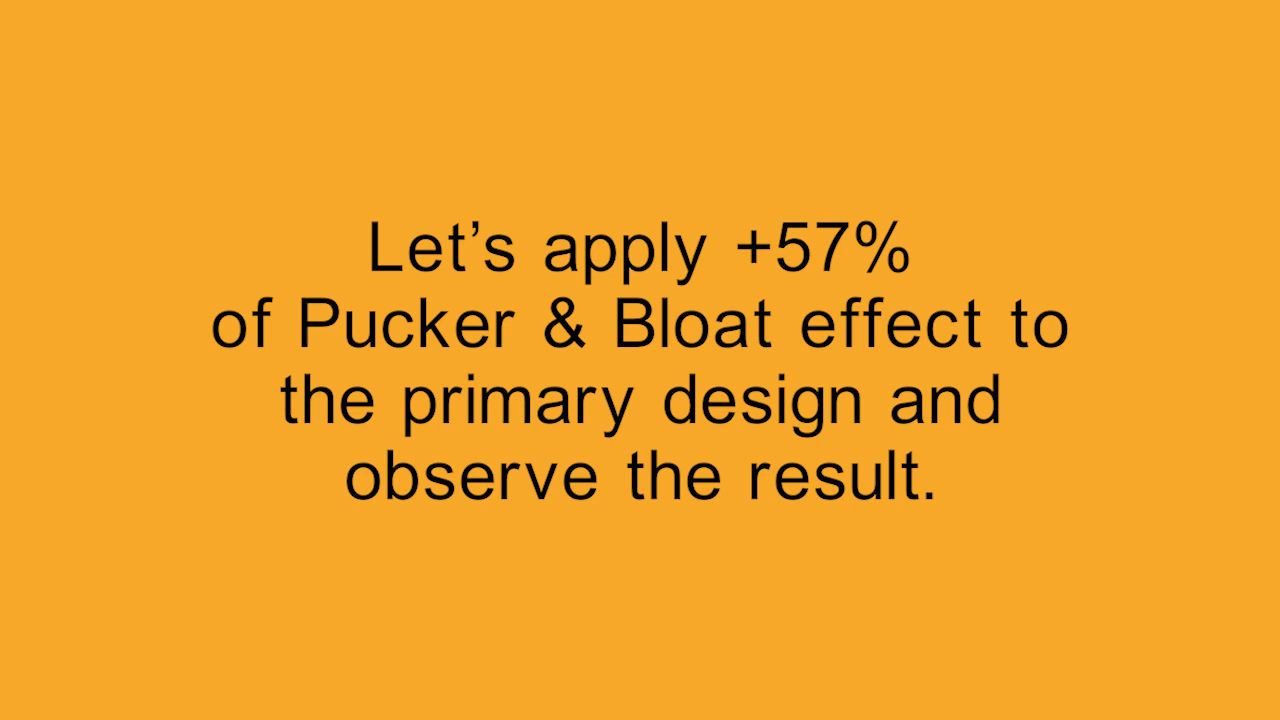 Let’s apply +57%
of Pucker & Bloat effect to
the primary design and
observe the result.